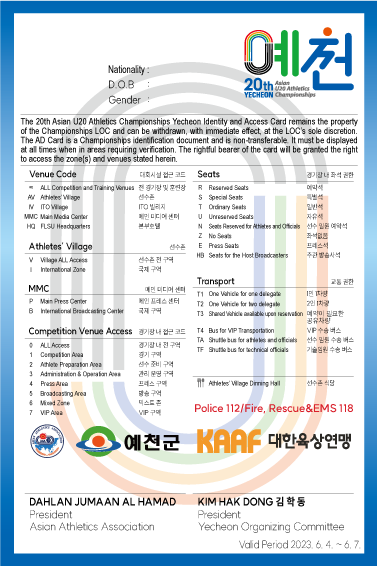 예천
20th Asian U20 Athletics
YECHEON Championships
Nationality :
D.O.B :
Gender :
The 20th Asian U20 Athletics Championships Yecheon Identity and Access Card remains the property
of the Championships LOC and can be withdrawn, with immediate effect, at the LOC's sole discretion.
The AD Card is a Championships identification document and is non-transferable. It must be displayed
at all times when in areas requiring verification. The rightful bearer of the card will be granted the right
to access the zone(s) and venues stated herein.
Venue Code 대회시설 접근 코드
∞ ALL Competition and Training Venues 전 경기장 및 훈련장
AV Athletes' Village 선수촌
IV ITO Village ITO 빌리지
MMC Main Media Center 메인 미디어 센터
HQ FLSU Headquarters 본부호텔
Athletes' Village 선수촌
V Village ALL Access 선수촌 전 구역
I International Zone 국제 구역
MMC 메인 미디어 센터
P Main Press Center 메인 프레스 센터
B International Broadcasting Center 국제 구역
Competition Venue Access 경기장 내 접근 코드
0 ALL Access 경기장 내 전 구역
1 Competition Area 경기 구역
2 Athlete Preparation Area 선수 준비 구역
3 Administration & Operation Area 관리 운영 구역
4 Press Area 프레스 구역
5 Broadcasting Area 방송 구역
6 Mixed Zone 믹스트 존
7 VIP Area VIP 구역
Seats 경기장 내 좌석 권한
R Reserved Seats 예약석
S Special Seats 특별석
T Ordinary Seats 일반석
U Unreserved Seats 자유석
N Seats Reserved for Athletes and Officials 선수 임원 예약석
Z No Seats 좌석없음
E Press Seats 프레스석
HB Seats for the Host Broadcasters 주관 방송사석
Transport 교통 권한
T1 One Vehicle for one delegate 1인 1차량
T2 One Vehicle for two delegate 2인 1차량
T3 Shared Vehicle available upon reservation 예약이 필요한
공유차량
T4 Bus for VIP Transportation VIP 수송 버스
TA Shuttle bus for athletes and officials 선수 임원 수송 버스
TF Shuttle bus for technical officials 기술임원 수송 버스
Athletes' Village Dinning Hall 선수촌 식당
Police 112/Fire, Rescue&EMS 118
예천군 KAAF 대한육상연맹
DAHLAN JUMAAN AL HAMAD
President
Asian Athletics Association
KIM HAK DONG 김 학 동
President
Yecheon Organizing Committee
Valid Period 2023. 6. 4. ~ 6. 7.